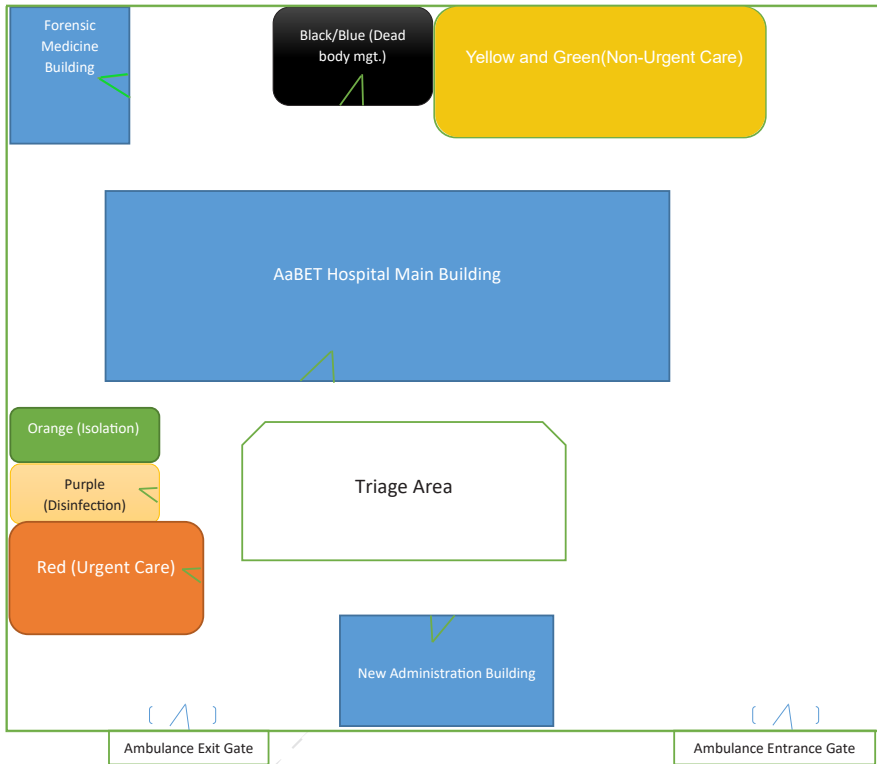 Forensic
Medicine
Building
Black/Blue (Dead
body mgt.)
Yellow and Green(Non-Urgent Care)
AaBET Hospital Main Building
Orange (Isolation)
Purple
(Disinfection)
Triage Area
Red (Urgent Care)
New Administration Building
Ambulance Exit Gate
Ambulance Entrance Gate